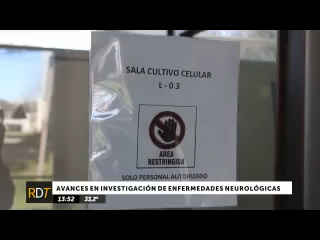 SALA CULTIVO CELULAR
L - 0.3
AREA
RESTRINGIDA
SOLO PERSONAL AUTORIZADO
RDT
AVANCES EN INVESTIGACIÓN DE ENFERMEDADES NEUROLÓGICAS
13:52 33,2°